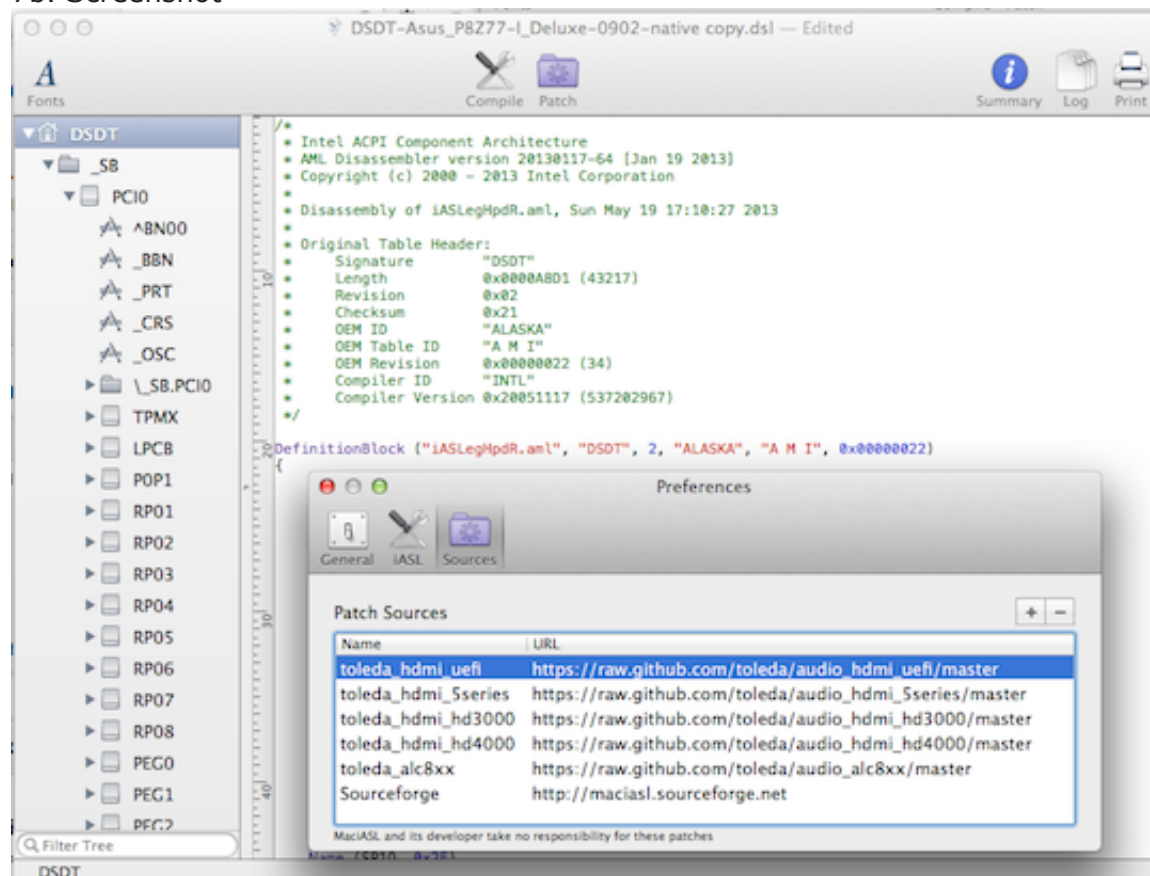 7b. Screenshot
DSDT-Asus_P8Z77-I_Deluxe-0902-native copy.dsl — Edited
Fonts
Compile Patch
Summary Log Print
DSDT
_SB
PCI0
^BN00
_BBN
_PRT
_CRS
_OSC
\_SB.PCI0
TPMX
LPCB
P0P1
RP01
RP02
RP03
RP04
RP05
RP06
RP07
RP08
PEG0
PEG1
PEG2
Filter Tree
DSDT
10
20
30
40
/*
* Intel ACPI Component Architecture
* AML Disassembler version 20130117-64 [Jan 19 2013]
* Copyright (c) 2000 - 2013 Intel Corporation
*
* Disassembly of iASLegHpdR.aml, Sun May 19 17:10:27 2013
*
* Original Table Header:
* Signature "DSDT"
* Length 0x0000A8D1 (43217)
* Revision 0x02
* Checksum 0x21
* OEM ID "ALASKA"
* OEM Table ID "A M I"
* OEM Revision 0x00000022 (34)
* Compiler ID "INTL"
* Compiler Version 0x20051117 (537202967)
*/
DefinitionBlock ("iASLegHpdR.aml", "DSDT", 2, "ALASKA", "A M I", 0x00000022)
{
Preferences
General iASL Sources
Patch Sources
+ −
Name URL
toleda_hdmi_uefi https://raw.github.com/toleda/audio_hdmi_uefi/master
toleda_hdmi_5series https://raw.github.com/toleda/audio_hdmi_5series/master
toleda_hdmi_hd3000 https://raw.github.com/toleda/audio_hdmi_hd3000/master
toleda_hdmi_hd4000 https://raw.github.com/toleda/audio_hdmi_hd4000/master
toleda_alc8xx https://raw.github.com/toleda/audio_alc8xx/master
Sourceforge http://maciasl.sourceforge.net
MaciASL and its developer take no responsibility for these patches